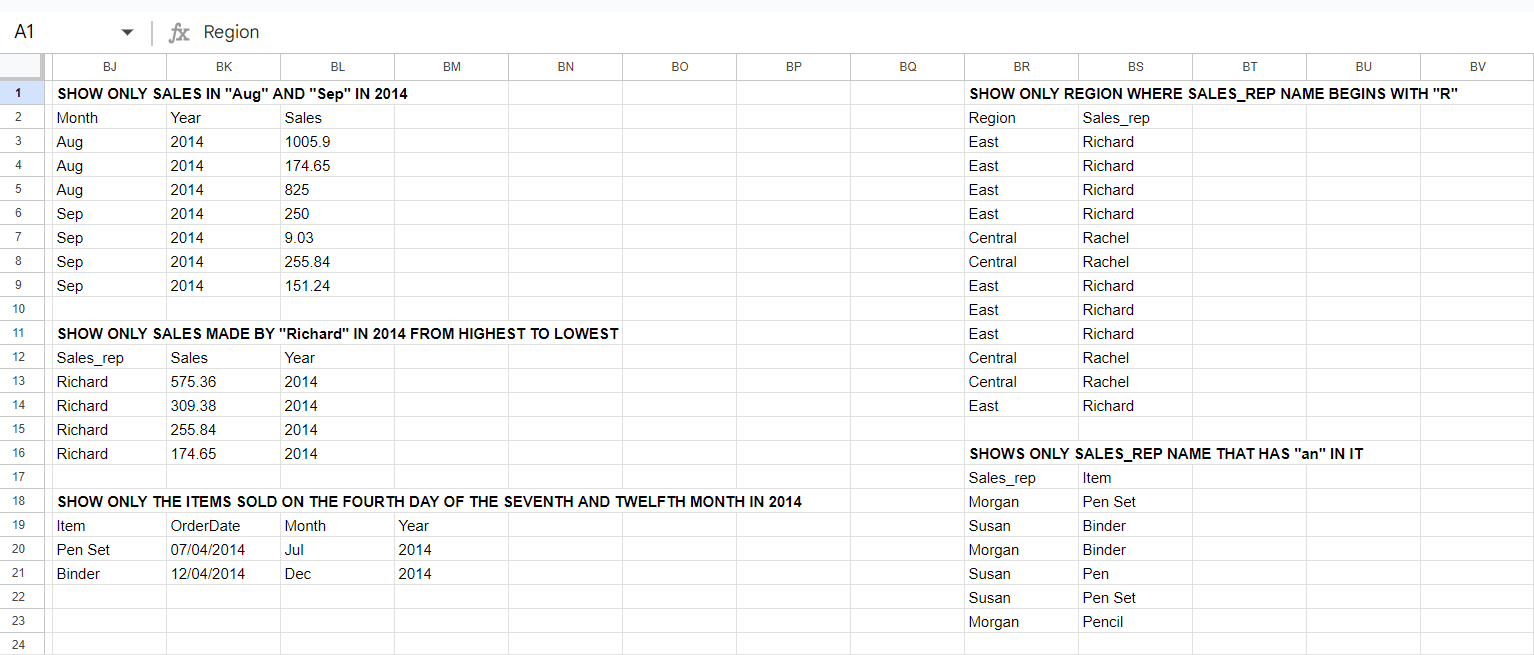 A1 fx Region
BJ BK BL BM BN BO BP BQ BR BS BT BU BV
1 SHOW ONLY SALES IN "Aug" AND "Sep" IN 2014 SHOW ONLY REGION WHERE SALES_REP NAME BEGINS WITH "R"
2 Month Year Sales Region Sales_rep
3 Aug 2014 1005.9 East Richard
4 Aug 2014 174.65 East Richard
5 Aug 2014 825 East Richard
6 Sep 2014 250 East Richard
7 Sep 2014 9.03 Central Rachel
8 Sep 2014 255.84 Central Rachel
9 Sep 2014 151.24 East Richard
10 East Richard
11 SHOW ONLY SALES MADE BY "Richard" IN 2014 FROM HIGHEST TO LOWEST East Richard
12 Sales_rep Sales Year Central Rachel
13 Richard 575.36 2014 Central Rachel
14 Richard 309.38 2014 East Richard
15 Richard 255.84 2014
16 Richard 174.65 2014 SHOWS ONLY SALES_REP NAME THAT HAS "an" IN IT
17 Sales_rep Item
18 SHOW ONLY THE ITEMS SOLD ON THE FOURTH DAY OF THE SEVENTH AND TWELFTH MONTH IN 2014 Morgan Pen Set
19 Item OrderDate Month Year Susan Binder
20 Pen Set 07/04/2014 Jul 2014 Morgan Binder
21 Binder 12/04/2014 Dec 2014 Susan Pen
22 Susan Pen Set
23 Morgan Pencil
24